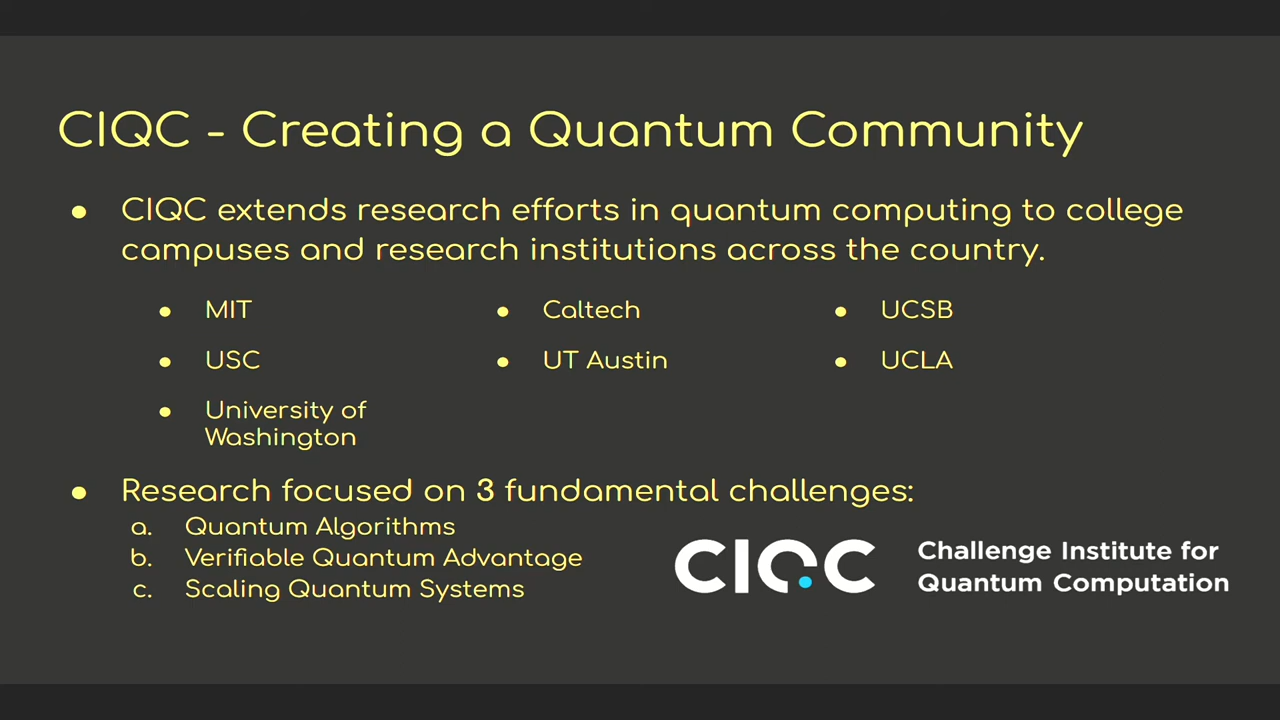 CIQC - Creating a Quantum Community
● CIQC extends research efforts in quantum computing to college
campuses and research institutions across the country.
● MIT
● USC
● University of
Washington
● Caltech
● UT Austin
● UCSB
● UCLA
● Research focused on 3 fundamental challenges:
a. Quantum Algorithms
b. Verifiable Quantum Advantage
c. Scaling Quantum Systems
CIQC
Challenge Institute for
Quantum Computation